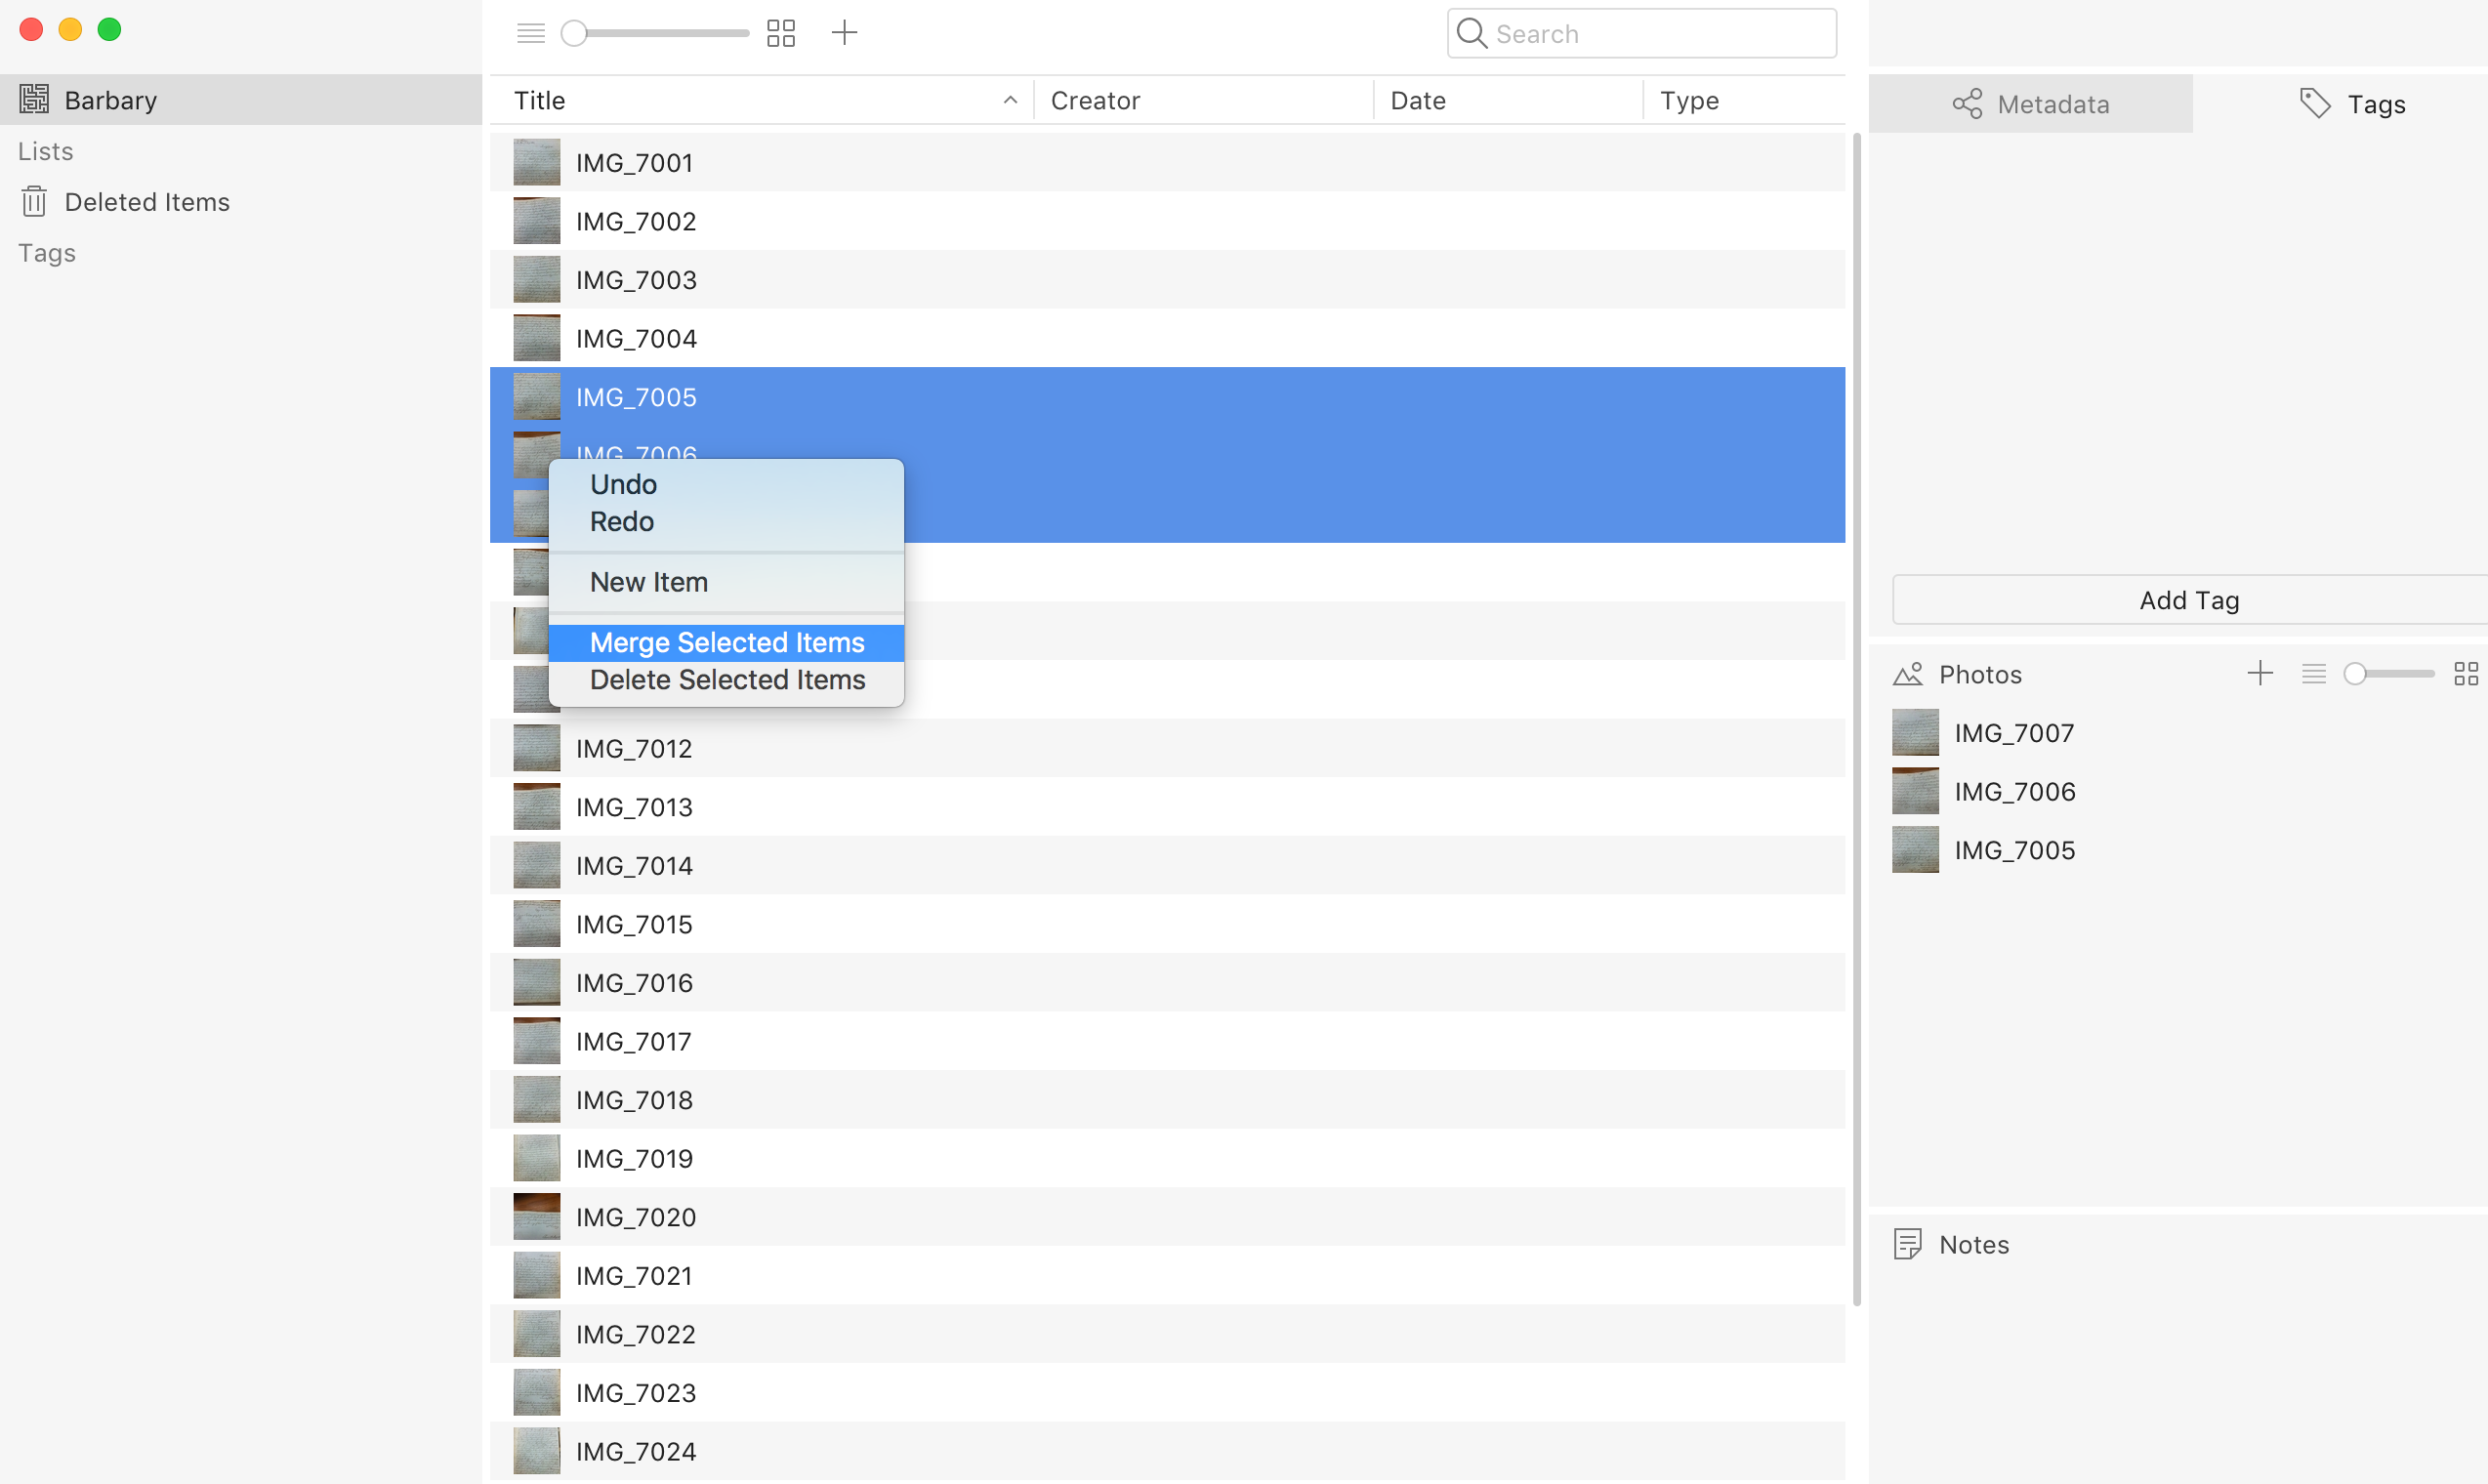 Barbary
Lists
Deleted Items
Tags
Search
Title
Creator
Date
Type
IMG_7001
IMG_7002
IMG_7003
IMG_7004
IMG_7005
IMG_7006
Undo
Redo
New Item
Merge Selected Items
Delete Selected Items
IMG_7012
IMG_7013
IMG_7014
IMG_7015
IMG_7016
IMG_7017
IMG_7018
IMG_7019
IMG_7020
IMG_7021
IMG_7022
IMG_7023
IMG_7024
Metadata
Tags
Add Tag
Photos
IMG_7007
IMG_7006
IMG_7005
Notes